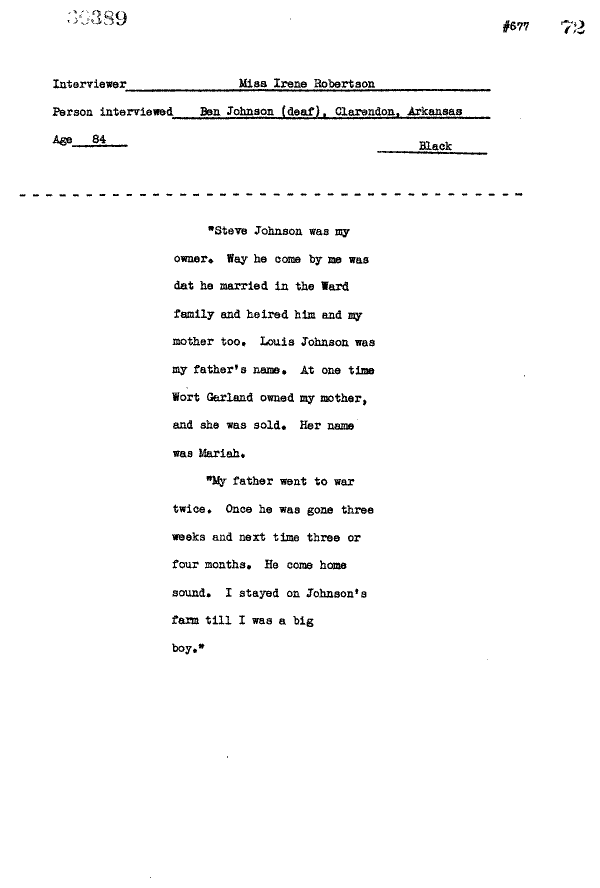 30389
#677 72
Interviewer Miss Irene Robertson
Person interviewed Ben Johnson (deaf), Clarendon, Arkansas
Age 84
Black
"Steve Johnson was my
owner. Way he come by me was
dat he married in the Ward
family and heired him and my
mother too. Louis Johnson was
my father's name. At one time
Wort Garland owned my mother,
and she was sold. Her name
was Mariah.
"My father went to war
twice. Once he was gone three
weeks and next time three or
four months. He come home
sound. I stayed on Johnson's
farm till I was a big
boy."